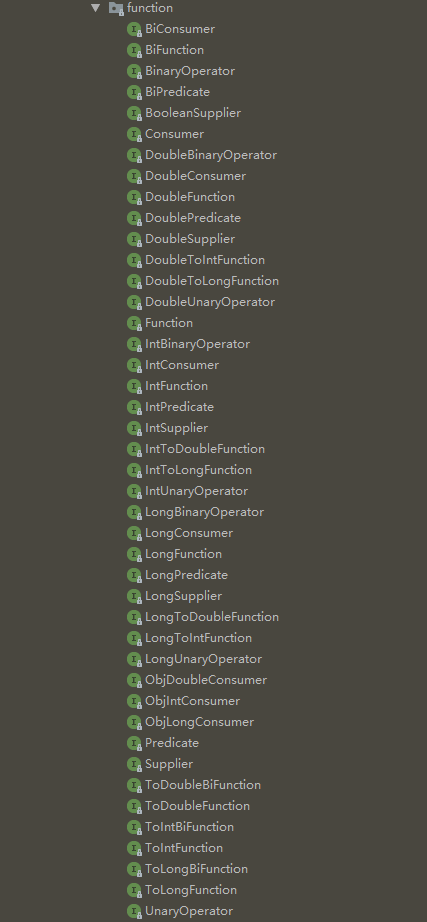 function
BiConsumer
BiFunction
BinaryOperator
BiPredicate
BooleanSupplier
Consumer
DoubleBinaryOperator
DoubleConsumer
DoubleFunction
DoublePredicate
DoubleSupplier
DoubleToIntFunction
DoubleToLongFunction
DoubleUnaryOperator
Function
IntBinaryOperator
IntConsumer
IntFunction
IntPredicate
IntSupplier
IntToDoubleFunction
IntToLongFunction
IntUnaryOperator
LongBinaryOperator
LongConsumer
LongFunction
LongPredicate
LongSupplier
LongToDoubleFunction
LongToIntFunction
LongUnaryOperator
ObjDoubleConsumer
ObjIntConsumer
ObjLongConsumer
Predicate
Supplier
ToDoubleBiFunction
ToDoubleFunction
ToIntBiFunction
ToIntFunction
ToLongBiFunction
ToLongFunction
UnaryOperator